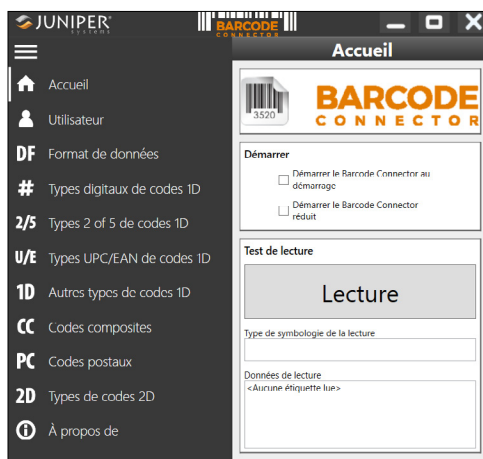 JUNIPER
systems
BARCODE
CONNECTOR
Accueil
Accueil
Utilisateur
DF Format de données
# Types digitaux de codes 1D
2/5 Types 2 of 5 de codes 1D
U/E Types UPC/EAN de codes 1D
1D Autres types de codes 1D
CC Codes composites
PC Codes postaux
2D Types de codes 2D
À propos de
3520
BARCODE
CONNECTOR
Démarrer
Démarrer le Barcode Connector au
démarrage
Démarrer le Barcode Connector
réduit
Test de lecture
Lecture
Type de symbologie de la lecture
Données de lecture
<Aucune étiquette lue>